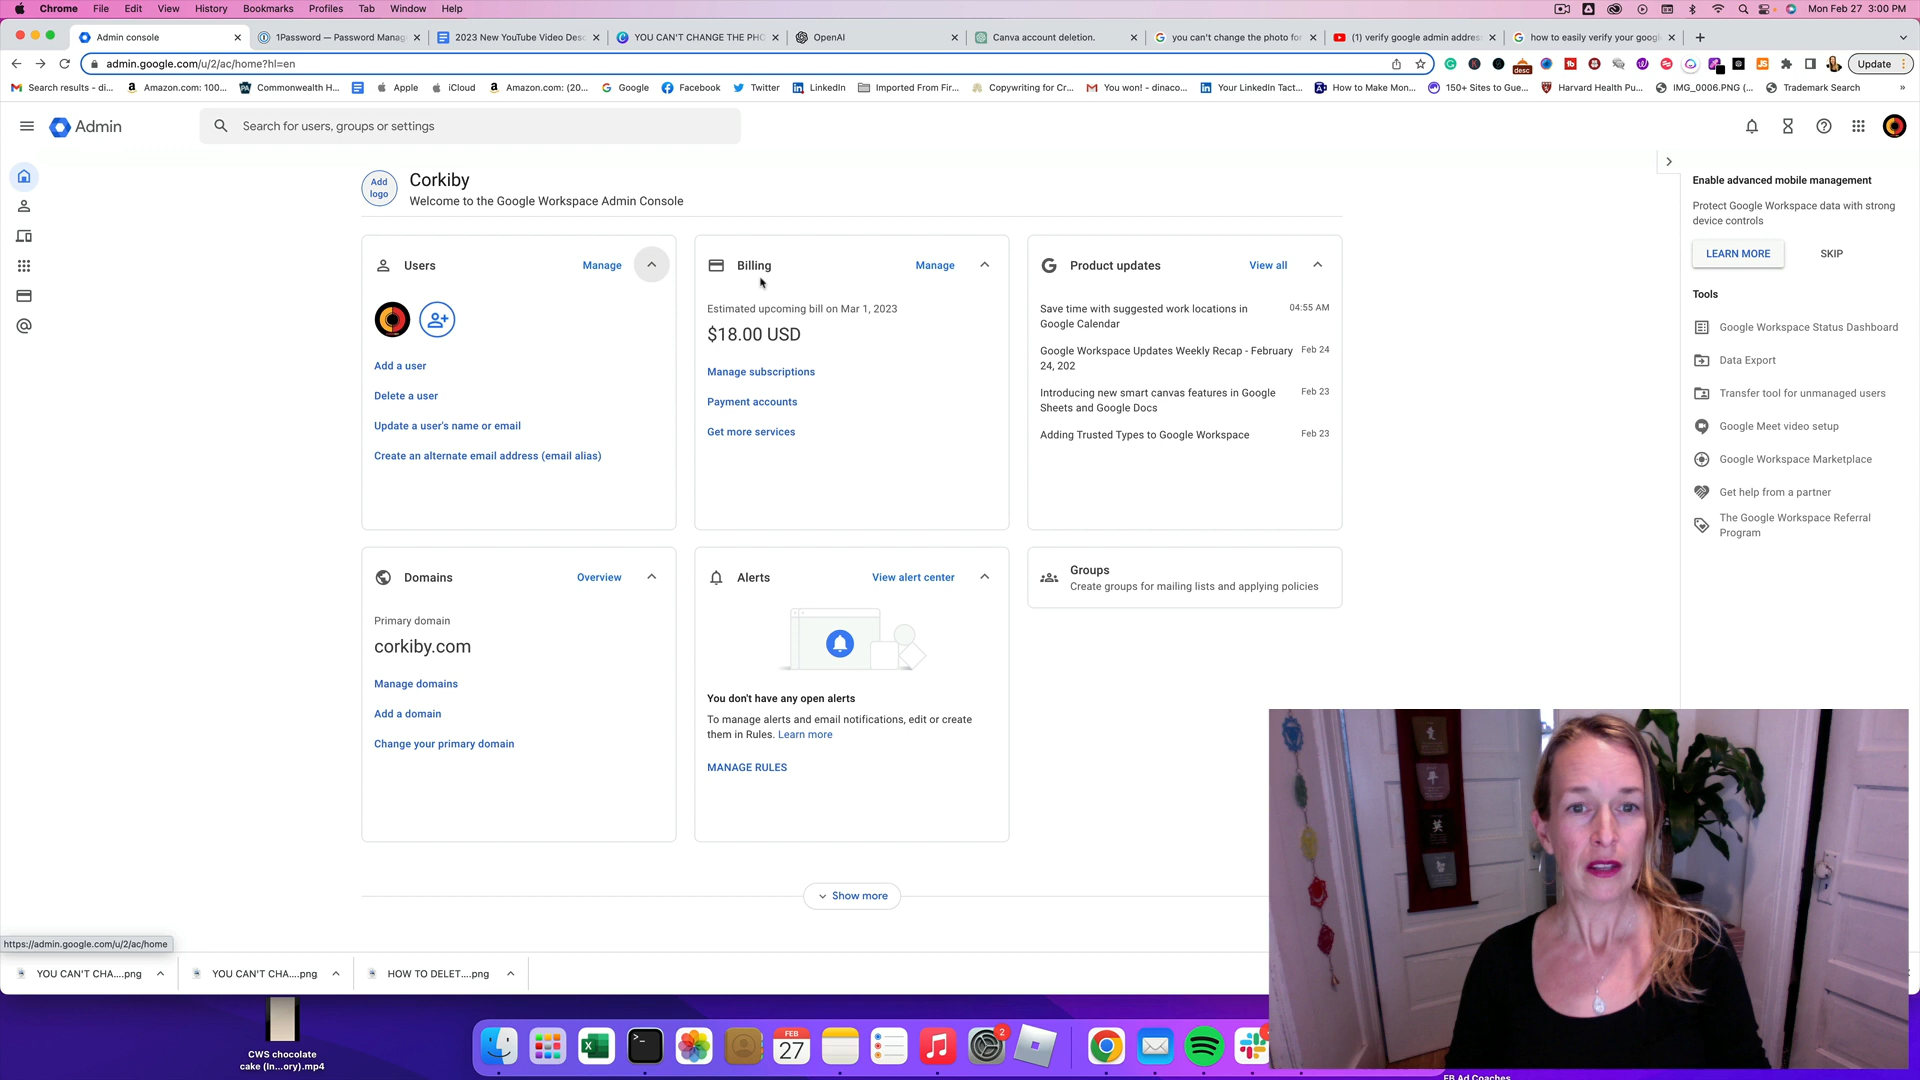 Chrome File Edit View History Bookmarks Profiles Tab Window Help Mon Feb 27 3:00 PM
Admin console 1Password — Password Manag 2023 New YouTube Video Desc YOU CAN'T CHANGE THE PHO OpenAI Canva account deletion. you can't change the photo for (1) verify google admin address how to easily verify your google
admin.google.com/u/2/ac/home?hl=en desc Update
Search results - di... Amazon.com: 100... Commonwealth H... Apple iCloud Amazon.com: (20... Google Facebook Twitter LinkedIn Imported From Fir... Copywriting for Cr... You won! - dinaco... Your LinkedIn Tact... How to Make Mon... 150+ Sites to Gue... Harvard Health Pu... IMG_0006.PNG (... Trademark Search »
Admin Search for users, groups or settings
Add logo
Corkiby
Welcome to the Google Workspace Admin Console
Users Manage
Add a user
Delete a user
Update a user's name or email
Create an alternate email address (email alias)
Billing Manage
Estimated upcoming bill on Mar 1, 2023
$18.00 USD
Manage subscriptions
Payment accounts
Get more services
Product updates View all
Save time with suggested work locations in 04:55 AM
Google Calendar
Google Workspace Updates Weekly Recap - February Feb 24
24, 202
Introducing new smart canvas features in Google Feb 23
Sheets and Google Docs
Adding Trusted Types to Google Workspace Feb 23
Domains Overview
Primary domain
corkiby.com
Manage domains
Add a domain
Change your primary domain
Alerts View alert center
You don't have any open alerts
To manage alerts and email notifications, edit or create
them in Rules. Learn more
MANAGE RULES
Groups
Create groups for mailing lists and applying policies
Show more
Enable advanced mobile management
Protect Google Workspace data with strong
device controls
LEARN MORE SKIP
Tools
Google Workspace Status Dashboard
Data Export
Transfer tool for unmanaged users
Google Meet video setup
Google Workspace Marketplace
Get help from a partner
The Google Workspace Referral
Program
https://admin.google.com/u/2/ac/home
YOU CAN'T CHA....png YOU CAN'T CHA....png HOW TO DELET....png
CWS chocolate
cake (In...ory).mp4
FEB
27
2
FB Ad Coaches